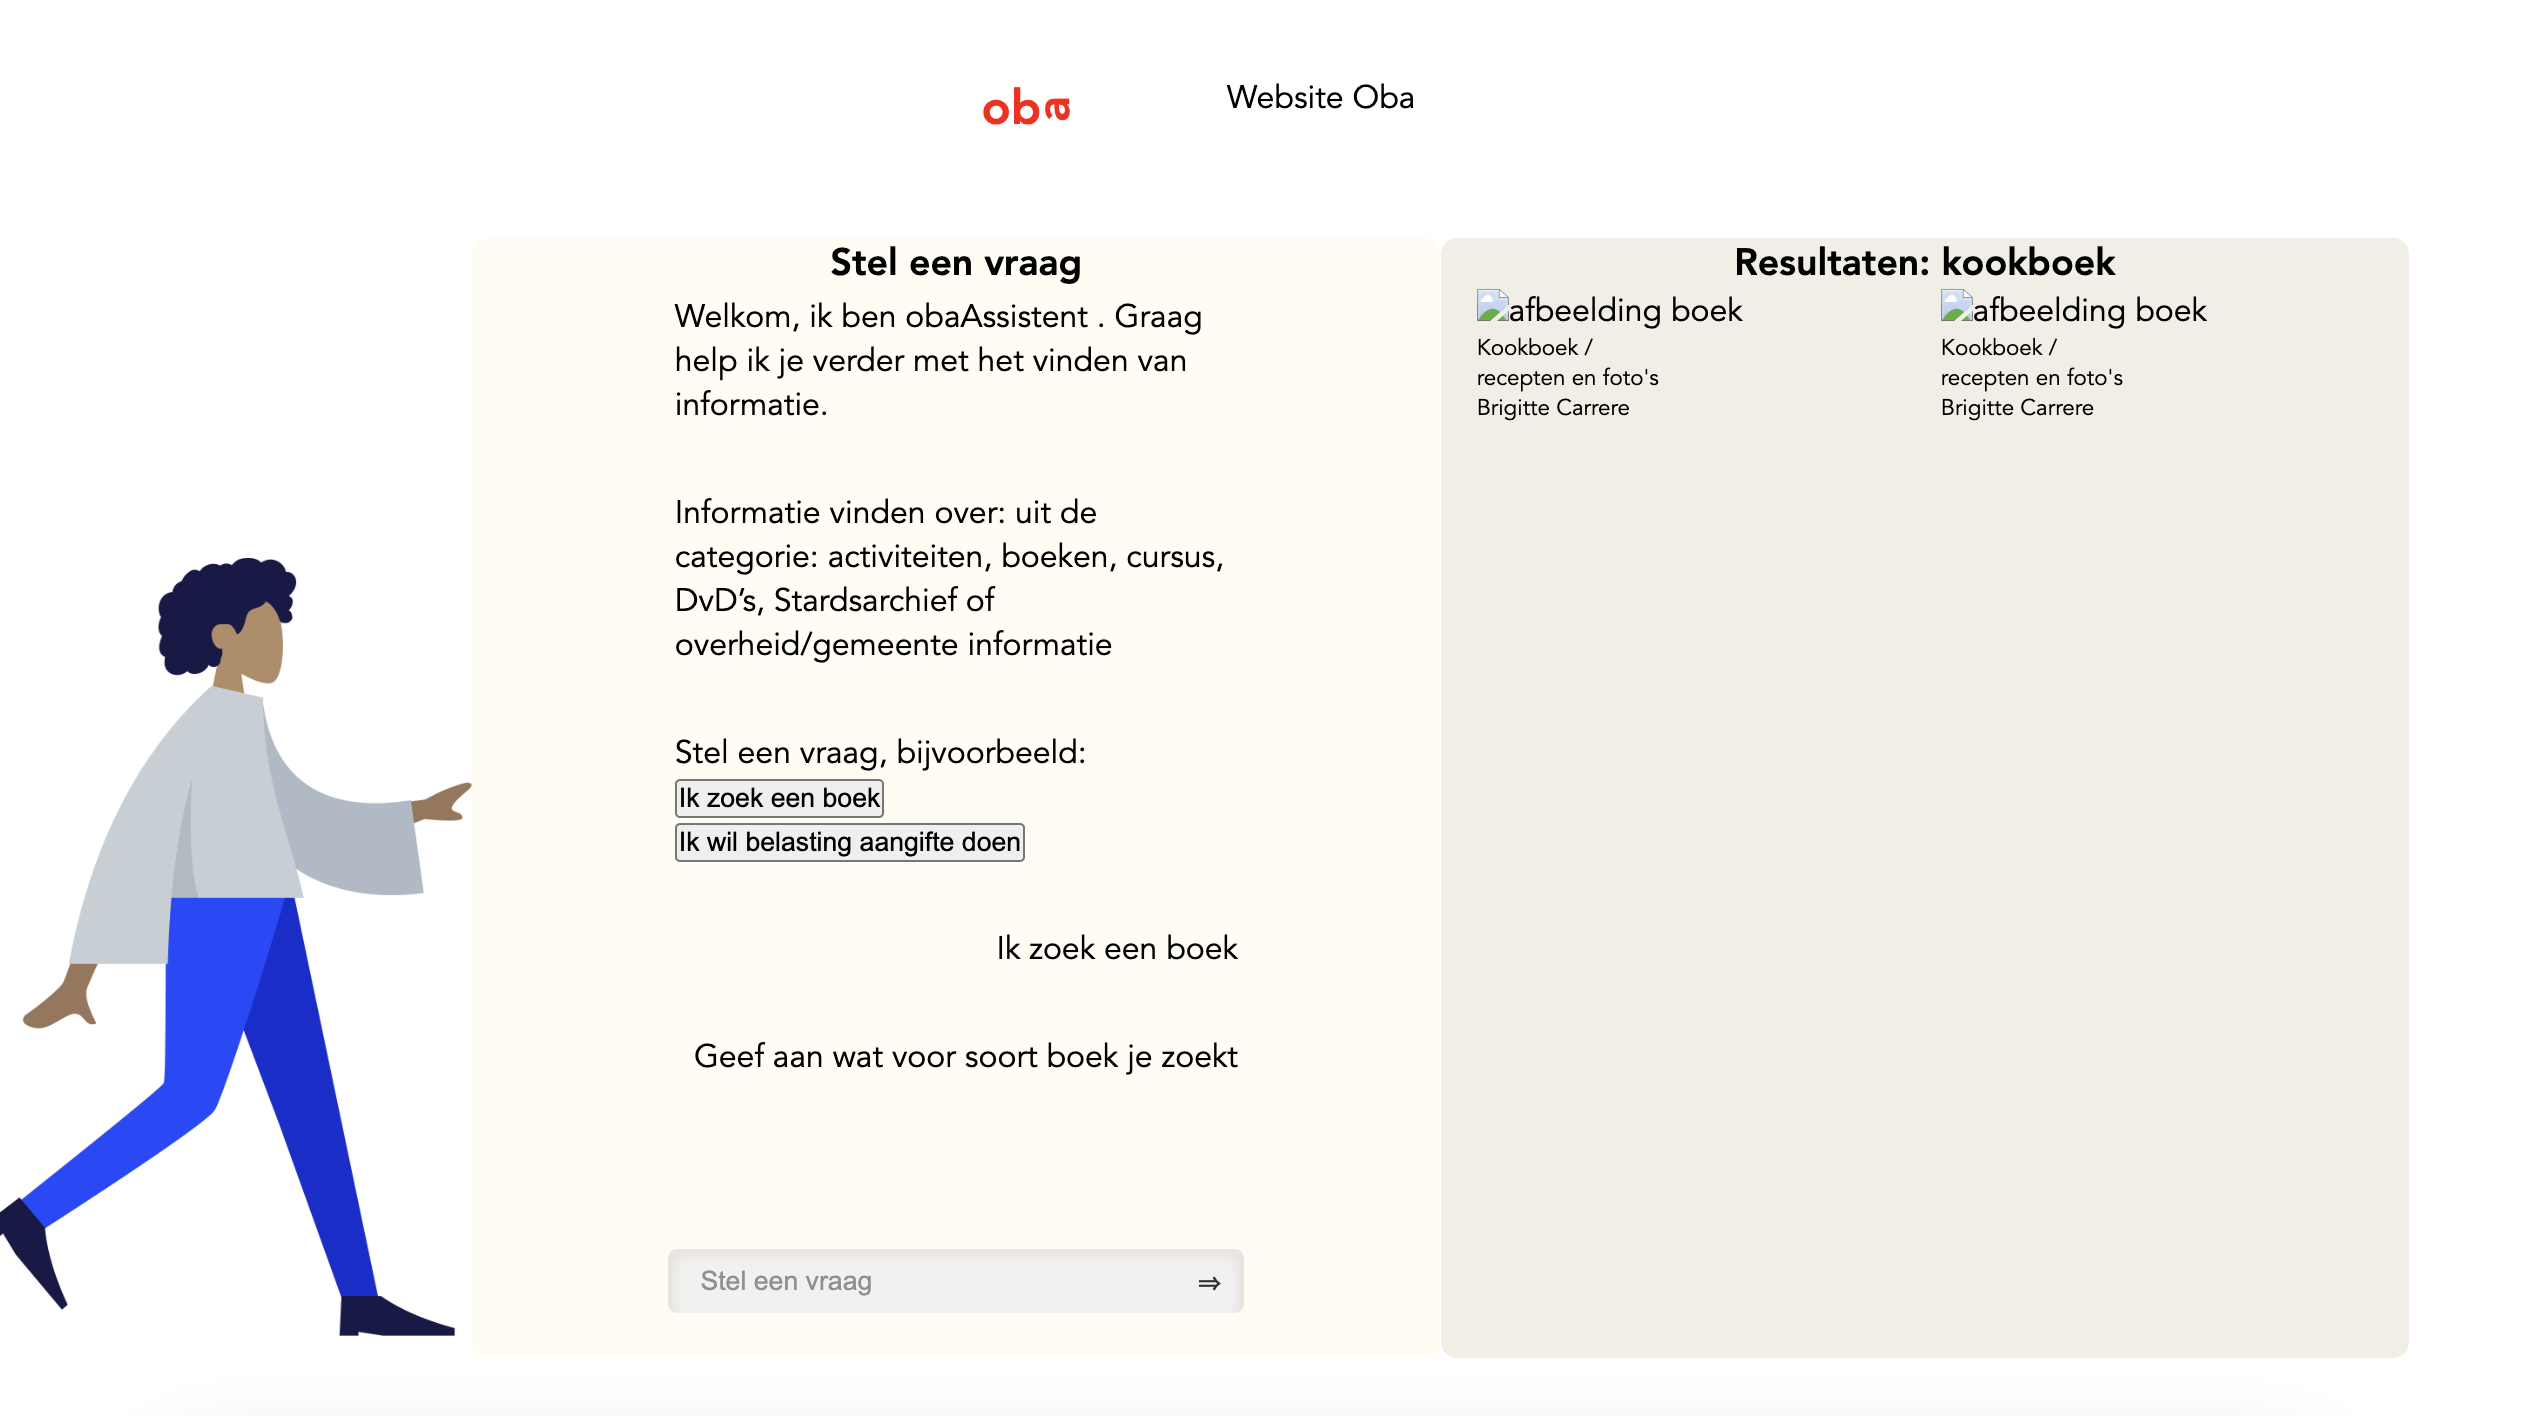 oba
Website Oba
Stel een vraag
Welkom, ik ben obaAssistent . Graag
help ik je verder met het vinden van
informatie.
Informatie vinden over: uit de
categorie: activiteiten, boeken, cursus,
DvD’s, Stardsarchief of
overheid/gemeente informatie
Stel een vraag, bijvoorbeeld:
Ik zoek een boek
Ik wil belasting aangifte doen
Ik zoek een boek
Geef aan wat voor soort boek je zoekt
Stel een vraag ⇒
Resultaten: kookboek
afbeelding boek
Kookboek /
recepten en foto's
Brigitte Carrere
afbeelding boek
Kookboek /
recepten en foto's
Brigitte Carrere